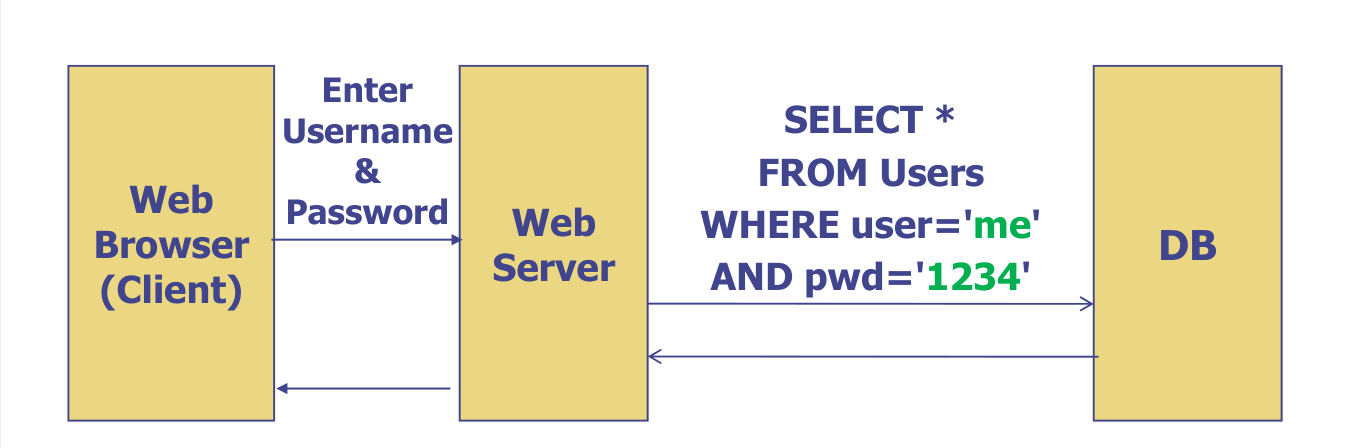 Web
Browser
(Client)
Enter
Username
&
Password
Web
Server
SELECT *
FROM Users
WHERE user='me'
AND pwd='1234'
DB